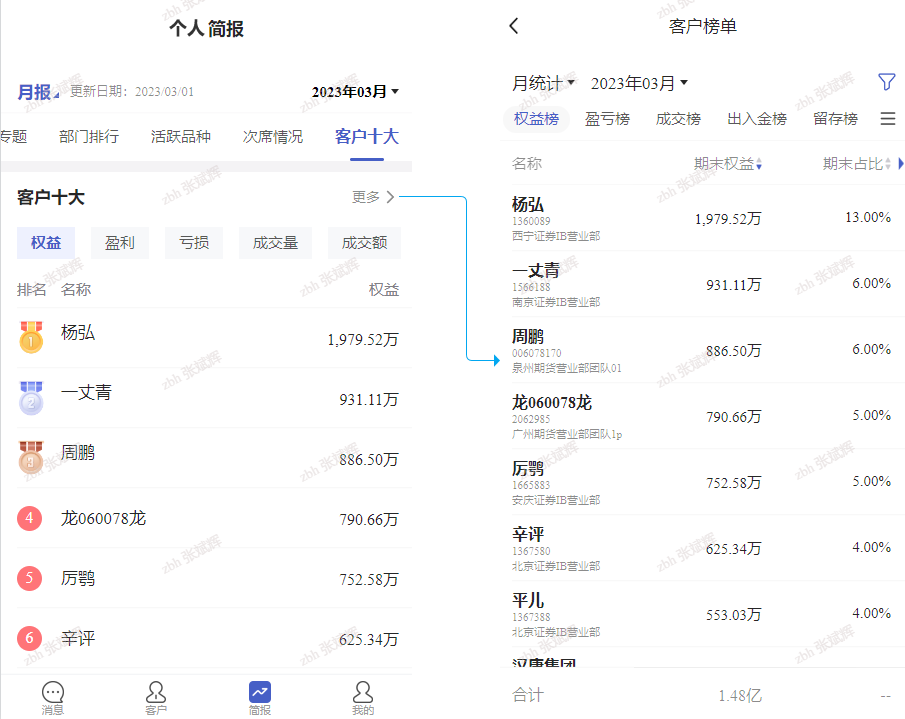 个人简报
月报 更新日期：2023/03/01 2023年03月
专题 部门排行 活跃品种 次席情况 客户十大
客户十大 更多
权益 盈利 亏损 成交量 成交额
排名 名称 权益
1 杨弘 1,979.52万
2 一丈青 931.11万
3 周鹏 886.50万
4 龙060078龙 790.66万
5 厉鹗 752.58万
6 辛评 625.34万
消息 客户 简报 我的
客户榜单
月统计 2023年03月
权益榜 盈亏榜 成交榜 出入金榜 留存榜
名称 期末权益 期末占比
杨弘
1360089
西宁证券IB营业部
1,979.52万 13.00%
一丈青
1566188
南京证券IB营业部
931.11万 6.00%
周鹏
006078170
泉州期货营业部团队01
886.50万 6.00%
龙060078龙
2062985
广州期货营业部团队1p
790.66万 5.00%
厉鹗
1665883
安庆证券IB营业部
752.58万 5.00%
辛评
1367580
北京证券IB营业部
625.34万 4.00%
平儿
1367388
北京证券IB营业部
553.03万 4.00%
汉唐集团
合计 1.48亿 --
zbh 张斌辉